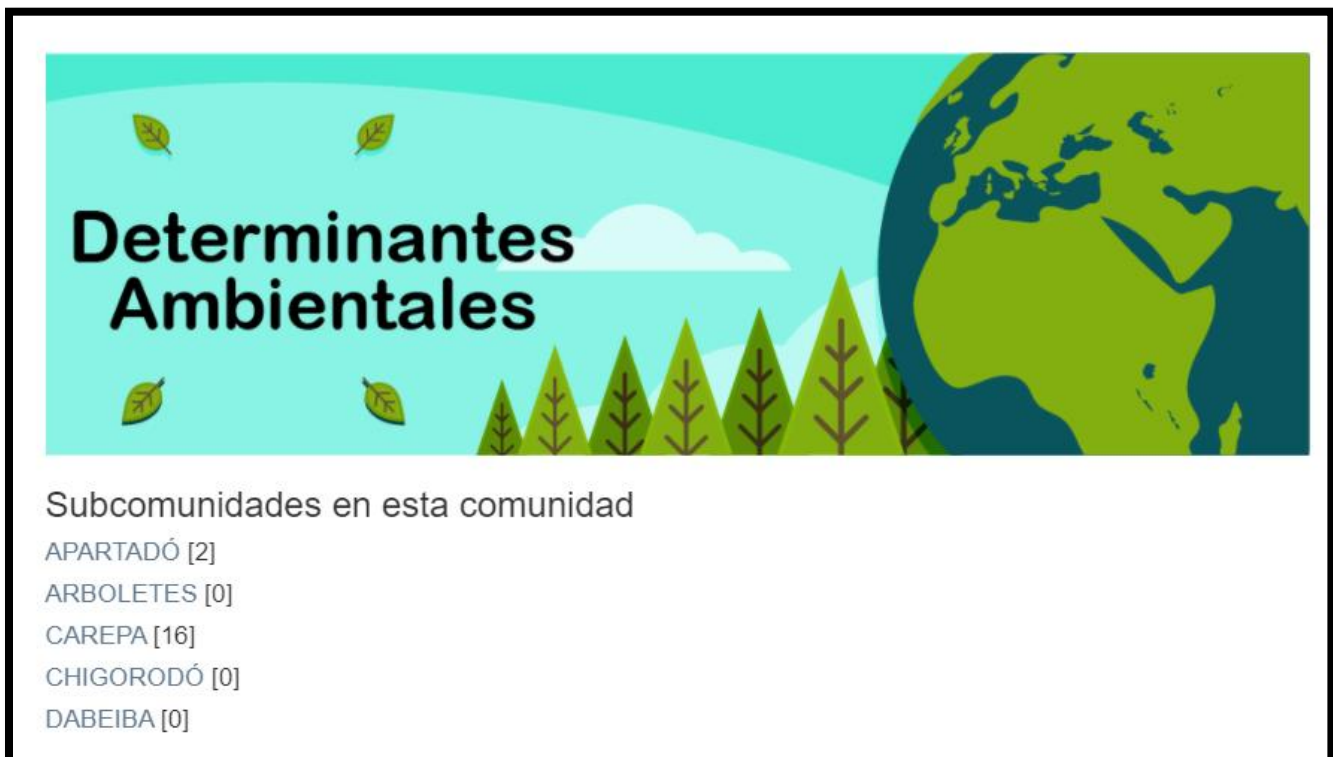 Determinantes
Ambientales
Subcomunidades en esta comunidad
APARTADÓ [2]
ARBOLETES [0]
CAREPA [16]
CHIGORODÓ [0]
DABEIBA [0]